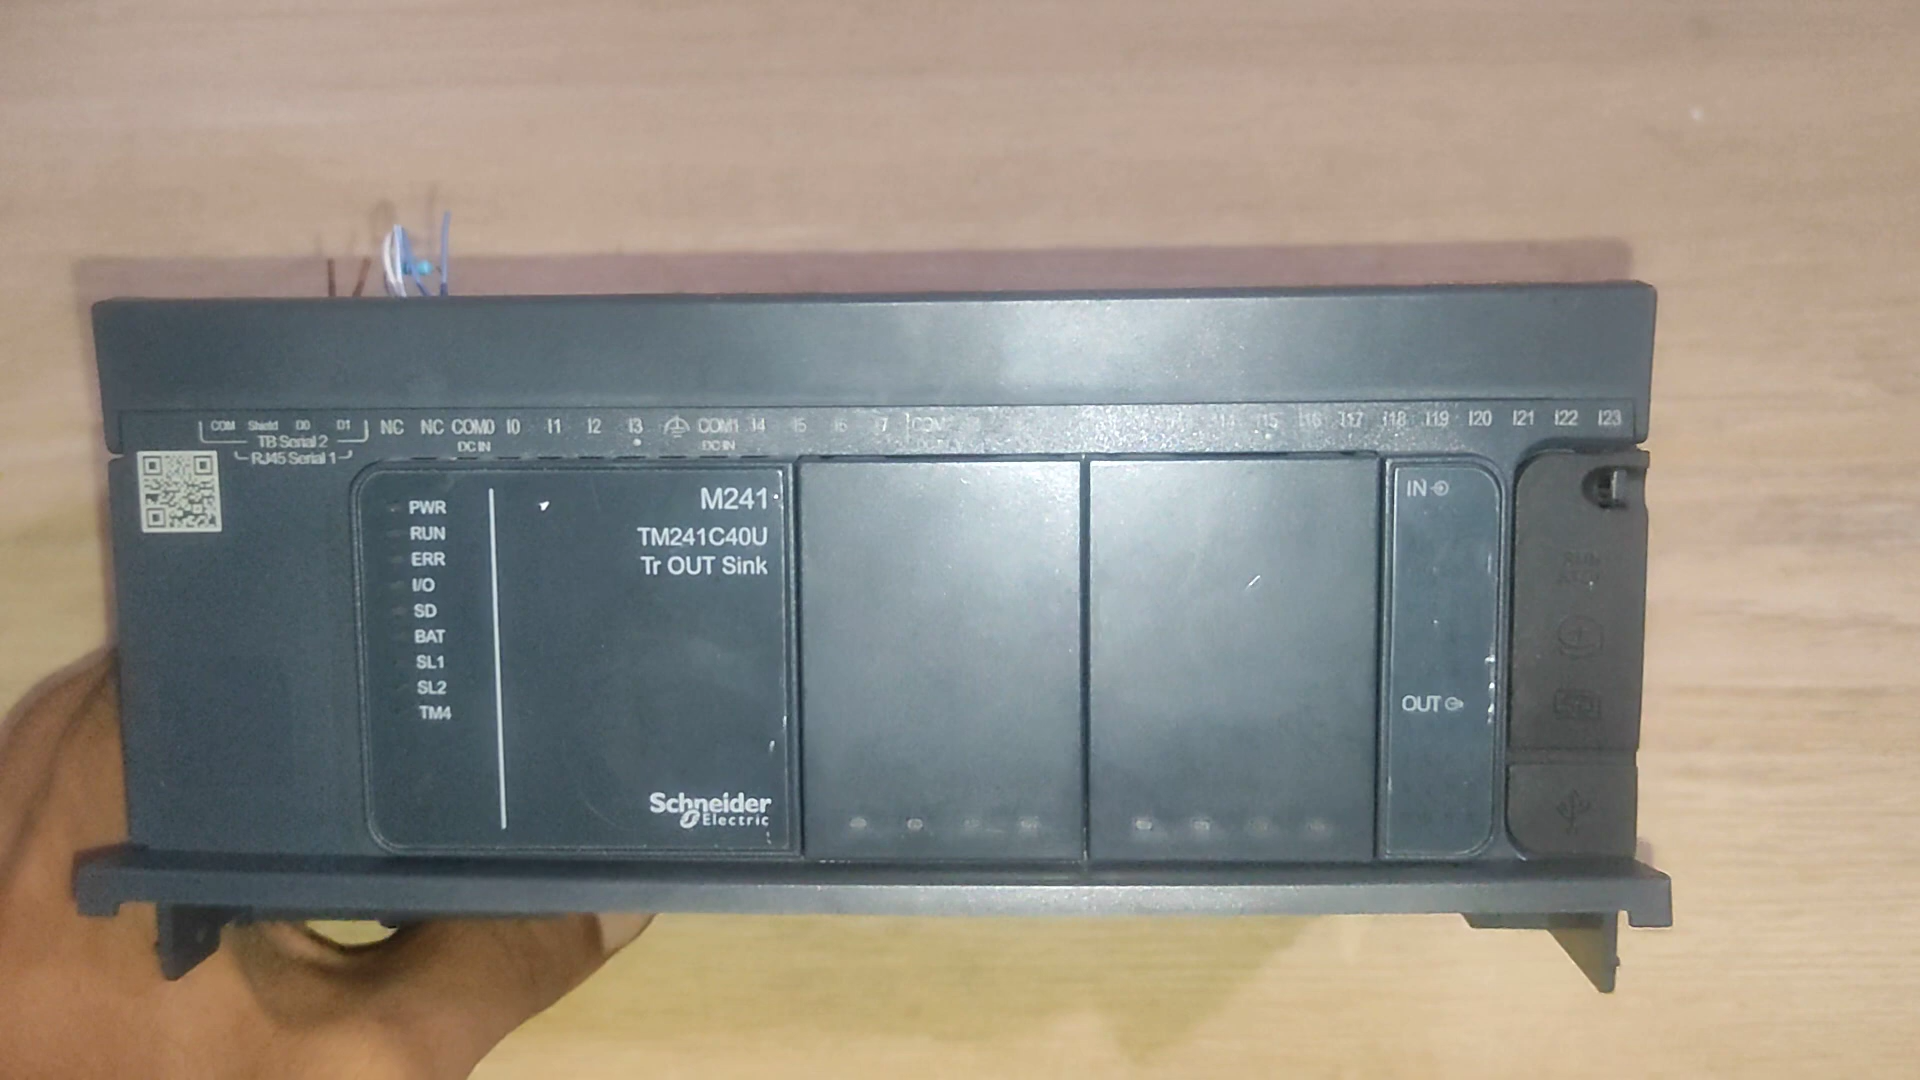 COM Shield D0 D1 NC NC COM0 I0 I1 I2 I3 COM1 I4 I5 I6 I7 COM I14 I15 I16 I17 I18 I19 I20 I21 I22 I23
TB Serial 2 DC IN DC IN
RJ45 Serial 1
PWR
RUN
ERR
I/O
SD
BAT
SL1
SL2
TM4
M241
TM241C40U
Tr OUT Sink
Schneider
Electric
IN
OUT
RUN